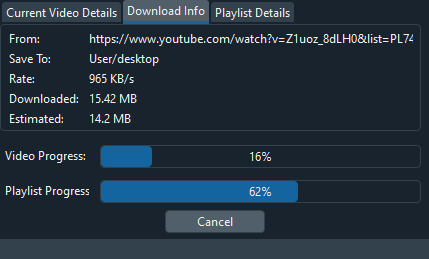 Current Video Details Download Info Playlist Details
From: https://www.youtube.com/watch?v=Z1uoz_8dLH0&list=PL74
Save To: User/desktop
Rate: 965 KB/s
Downloaded: 15.42 MB
Estimated: 14.2 MB
Video Progress: 16%
Playlist Progress 62%
Cancel